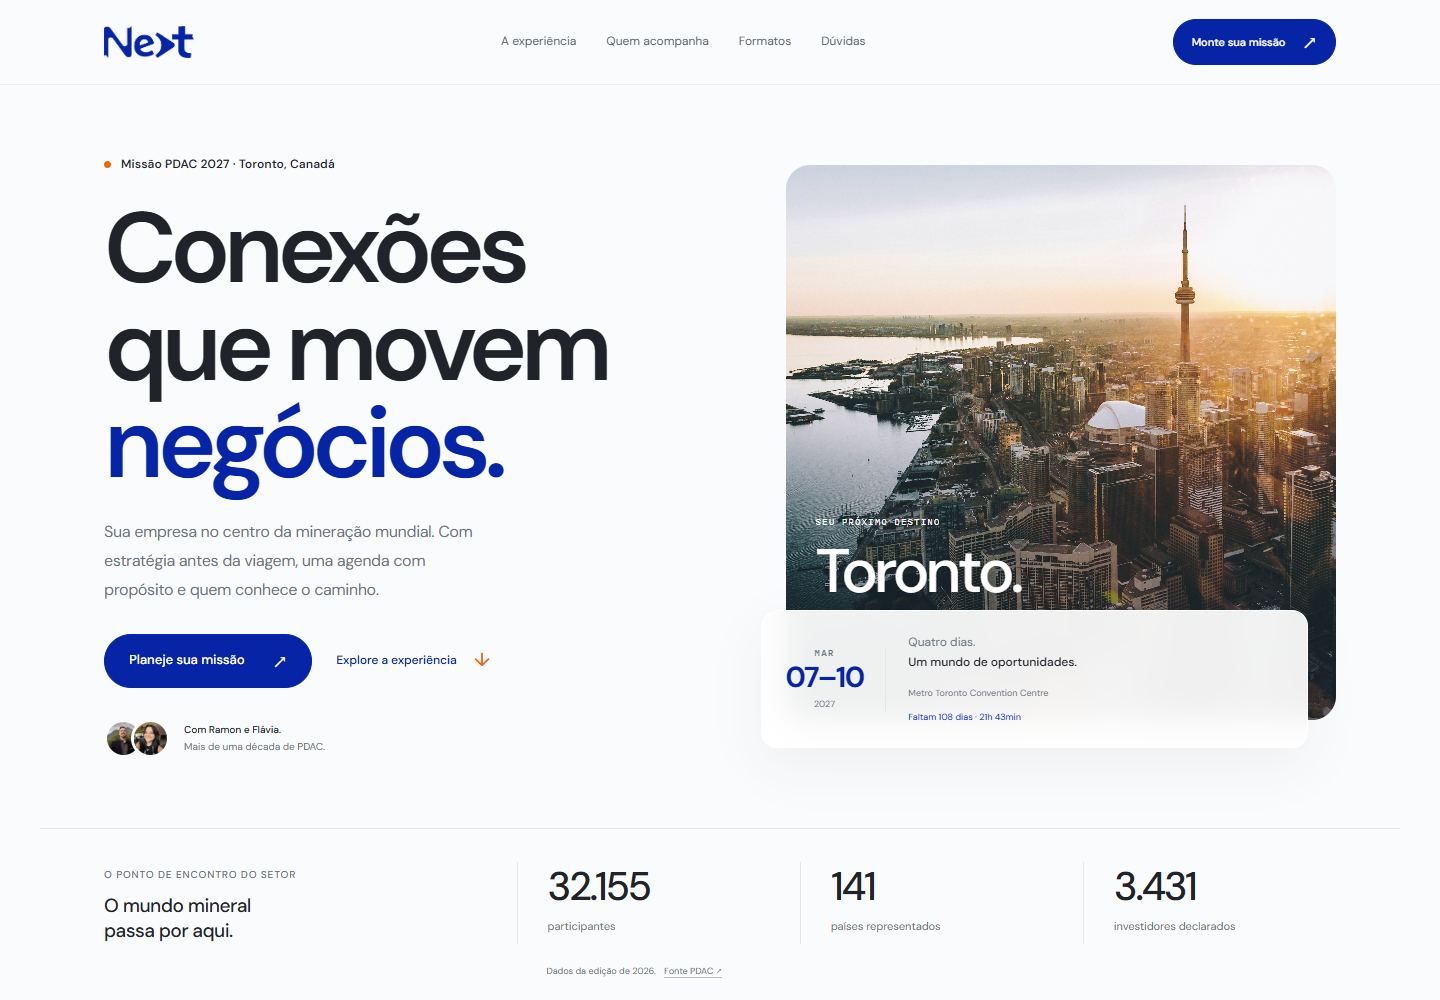 Next
A experiência
Quem acompanha
Formatos
Dúvidas
Monte sua missão ↗
Missão PDAC 2027 · Toronto, Canadá
Conexões
que movem
negócios.
Sua empresa no centro da mineração mundial. Com
estratégia antes da viagem, uma agenda com
propósito e quem conhece o caminho.
Planeje sua missão ↗
Explore a experiência ↓
Com Ramon e Flávia.
Mais de uma década de PDAC.
SEU PRÓXIMO DESTINO
Toronto.
MAR
07–10
2027
Quatro dias.
Um mundo de oportunidades.
Metro Toronto Convention Centre
Faltam 108 dias · 21h 43min
O PONTO DE ENCONTRO DO SETOR
O mundo mineral
passa por aqui.
32.155
participantes
141
países representados
3.431
investidores declarados
Dados da edição de 2026. Fonte PDAC ↗